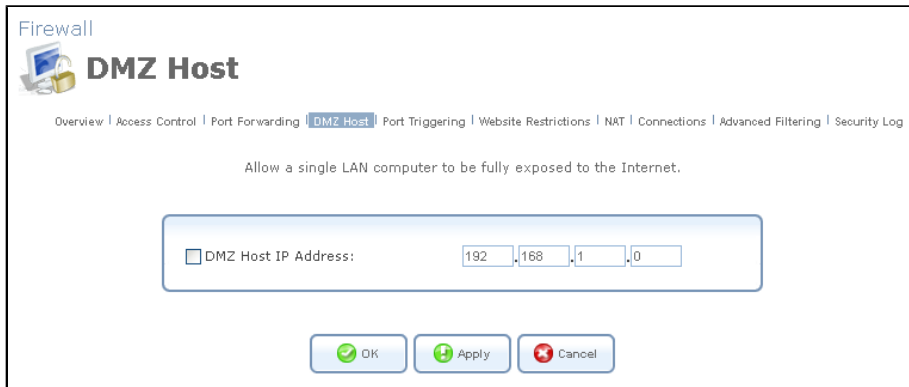 Firewall
DMZ Host
Overview | Access Control | Port Forwarding | DMZ Host | Port Triggering | Website Restrictions | NAT | Connections | Advanced Filtering | Security Log
Allow a single LAN computer to be fully exposed to the Internet.
DMZ Host IP Address: 192 . 168 . 1 . 0
OK Apply Cancel